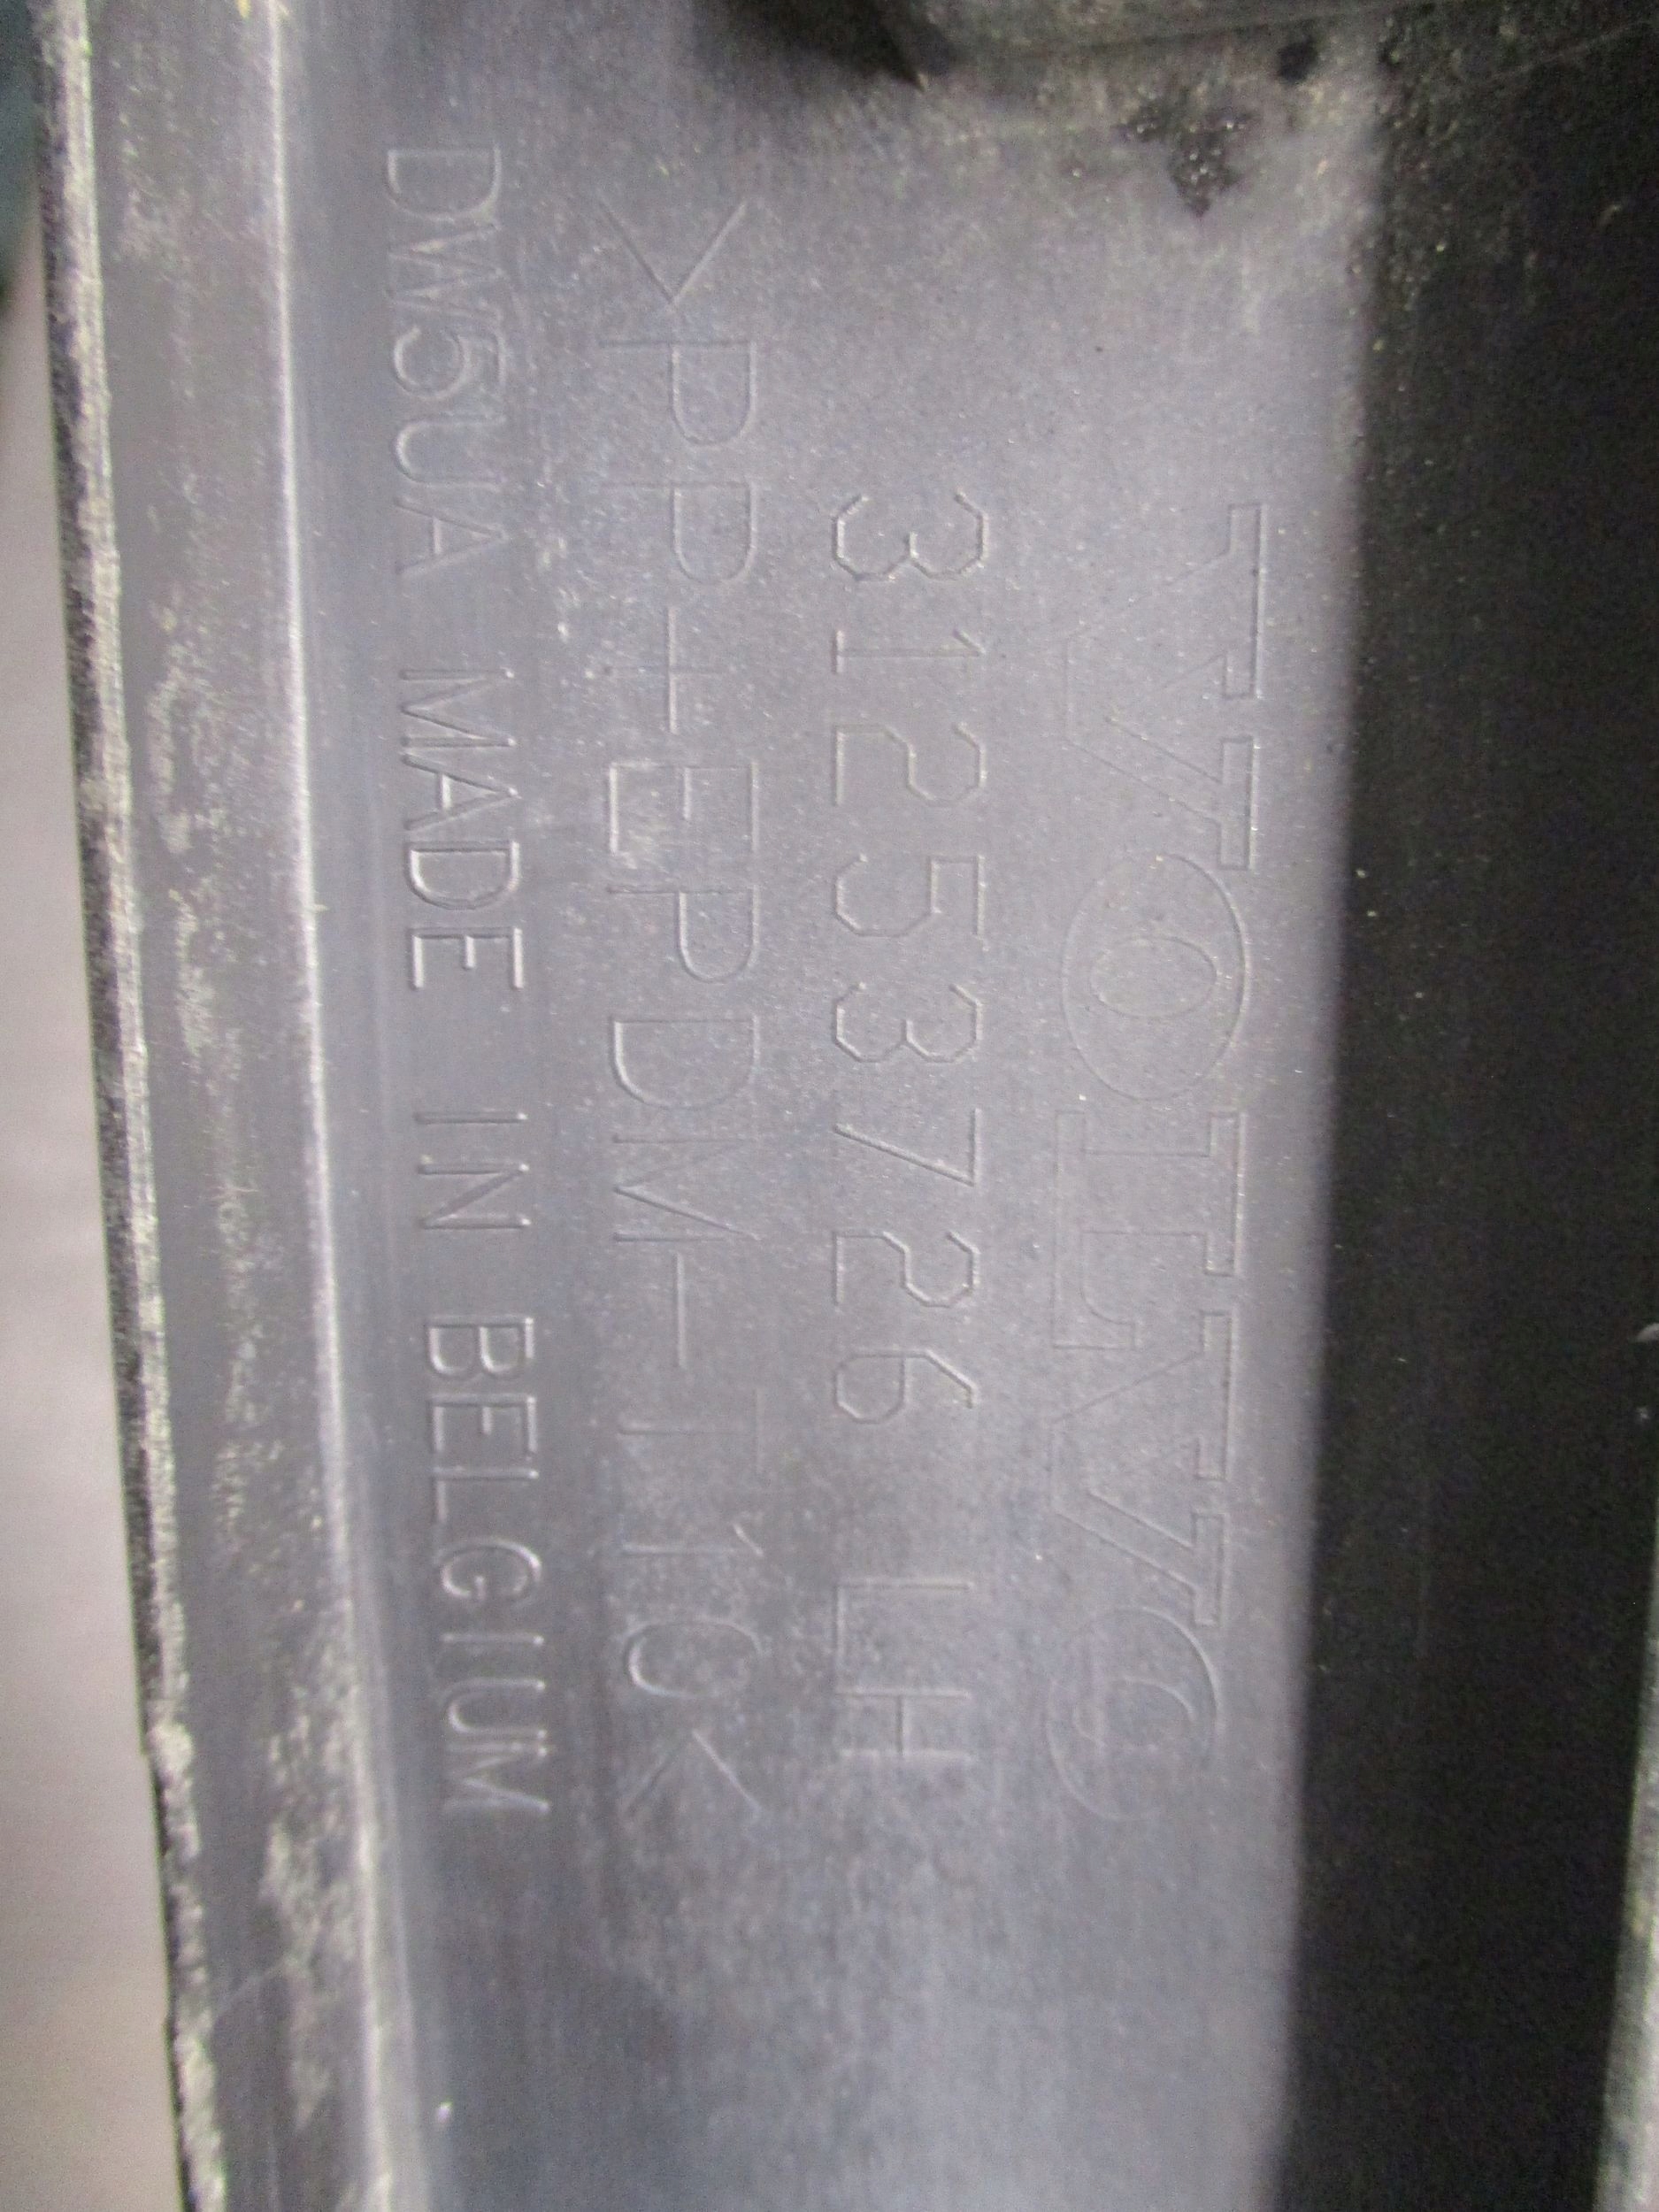 VOLVO
31253726 LH
>PP+EPDM-T10<
DW5UA MADE IN BELGIUM